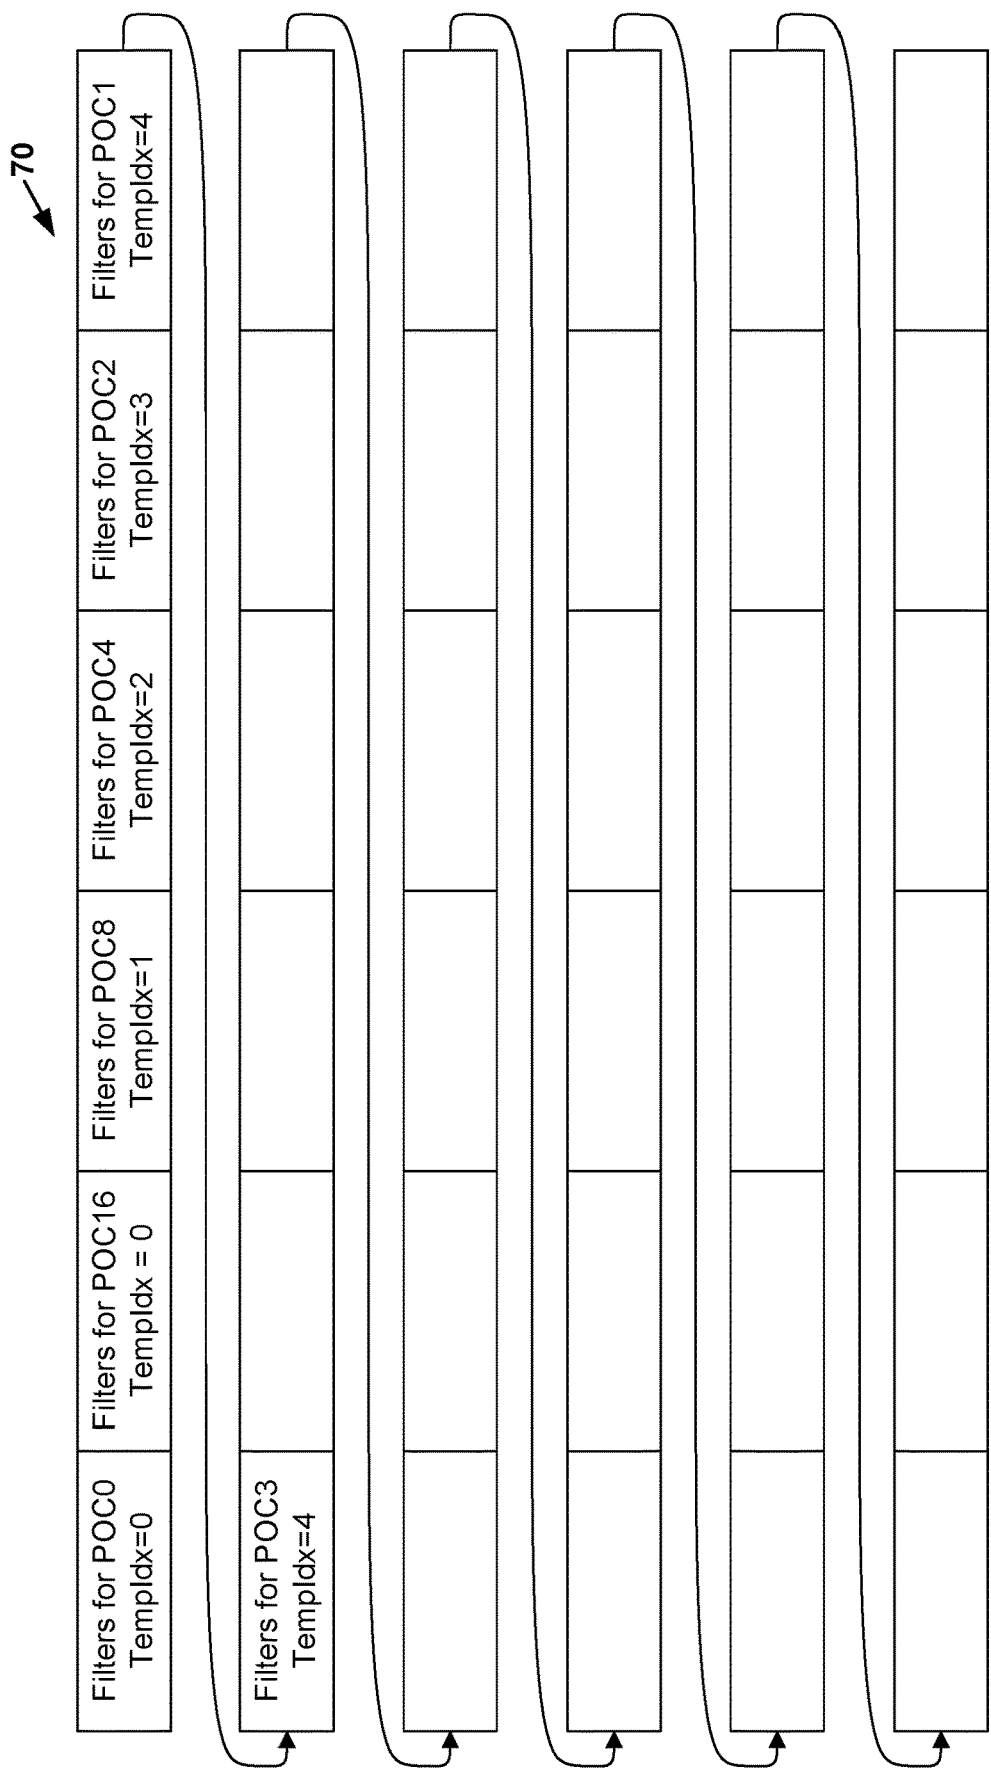 70
Filters for POC0
TempIdx=0
Filters for POC16
TempIdx = 0
Filters for POC8
TempIdx=1
Filters for POC4
TempIdx=2
Filters for POC2
TempIdx=3
Filters for POC1
TempIdx=4
Filters for POC3
TempIdx=4